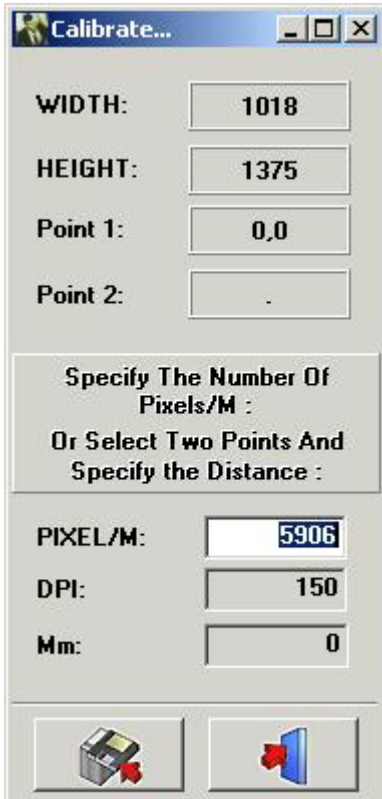 Calibrate...
WIDTH: 1018
HEIGHT: 1375
Point 1: 0,0
Point 2: .
Specify The Number Of
Pixels/M :
Or Select Two Points And
Specify the Distance :
PIXEL/M: 5906
DPI: 150
Mm: 0